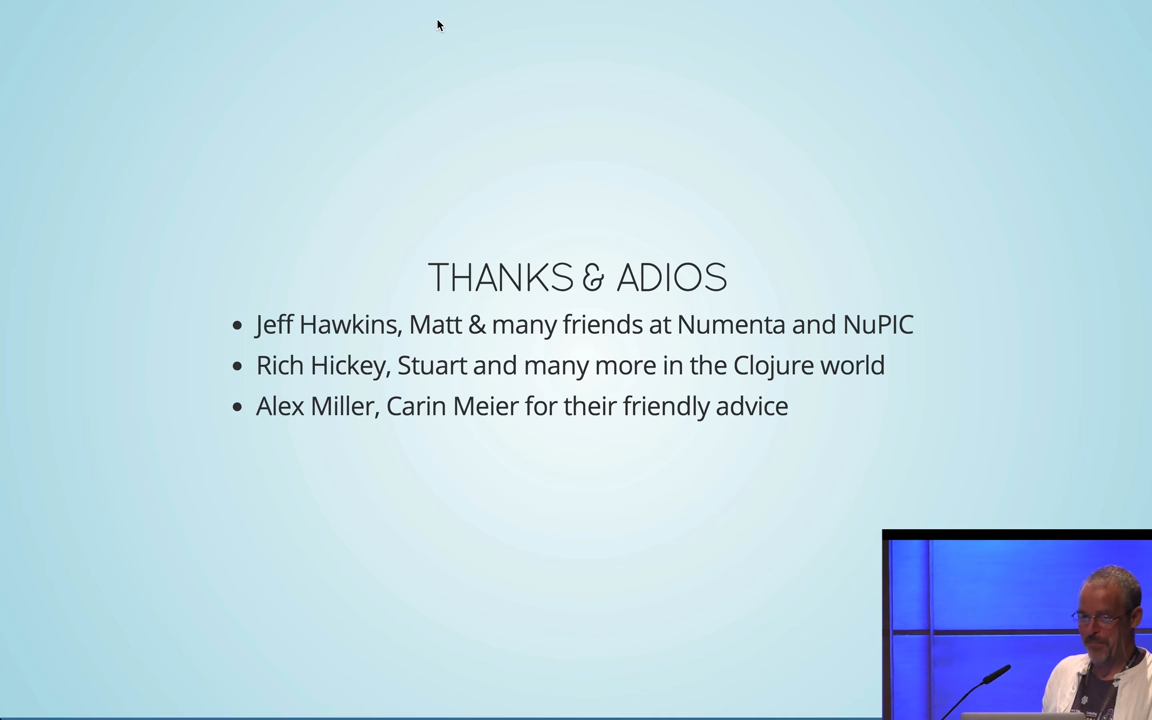 THANKS & ADIOS
Jeff Hawkins, Matt & many friends at Numenta and NuPIC
Rich Hickey, Stuart and many more in the Clojure world
Alex Miller, Carin Meier for their friendly advice